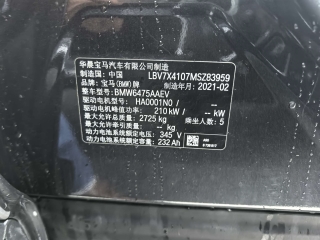 华晨宝马汽车有限公司制造
制造国：中国 LBV7X4107MSZ83959
品牌：宝马(BMW)牌 制造年月：2021-02
整车型号：BMW6475AAEV
驱动电机型号：HA0001N0 / --
驱动电机峰值功率：210 kW / -- kW
最大允许总质量：2725 kg 乘坐人数：5
动力电池系统额定电压：345 V
动力电池系统额定容量：232 Ah